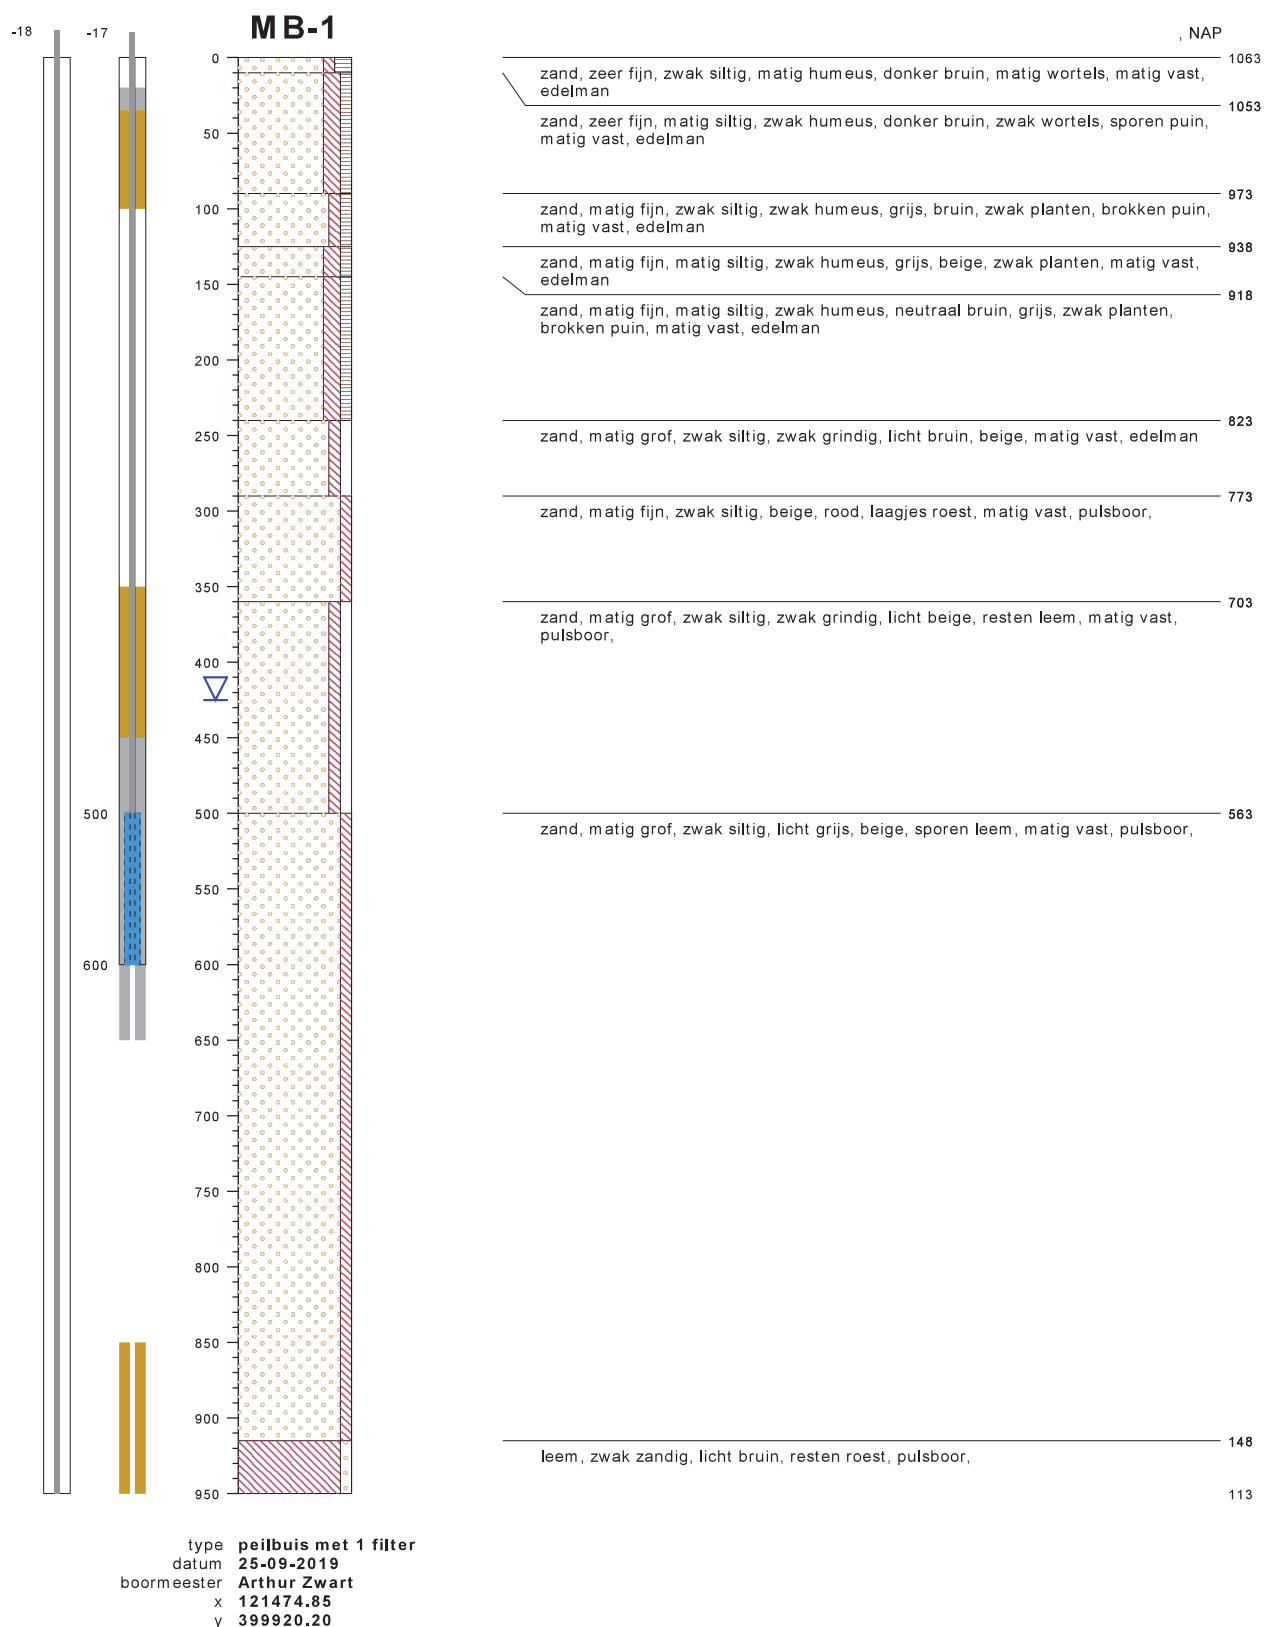 MB-1
-18
-17
, NAP
0
1063
zand, zeer fijn, zwak siltig, matig humeus, donker bruin, matig wortels, matig vast,
edelman
1053
zand, zeer fijn, matig siltig, zwak humeus, donker bruin, zwak wortels, sporen puin,
matig vast, edelman
50
973
100
zand, matig fijn, zwak siltig, zwak humeus, grijs, bruin, zwak planten, brokken puin,
matig vast, edelman
938
zand, matig fijn, matig siltig, zwak humeus, grijs, beige, zwak planten, matig vast,
edelman
150
918
zand, matig fijn, matig siltig, zwak humeus, neutraal bruin, grijs, zwak planten,
brokken puin, matig vast, edelman
200
823
250
zand, matig grof, zwak siltig, zwak grindig, licht bruin, beige, matig vast, edelman
773
300
zand, matig fijn, zwak siltig, beige, rood, laagjes roest, matig vast, pulsboor,
350
703
zand, matig grof, zwak siltig, zwak grindig, licht beige, resten leem, matig vast,
pulsboor,
400
450
500
500
563
zand, matig grof, zwak siltig, licht grijs, beige, sporen leem, matig vast, pulsboor,
550
600
600
650
700
750
800
850
900
148
leem, zwak zandig, licht bruin, resten roest, pulsboor,
950
113
type peilbuis met 1 filter
datum 25-09-2019
boormeester Arthur Zwart
x 121474.85
y 399920.20